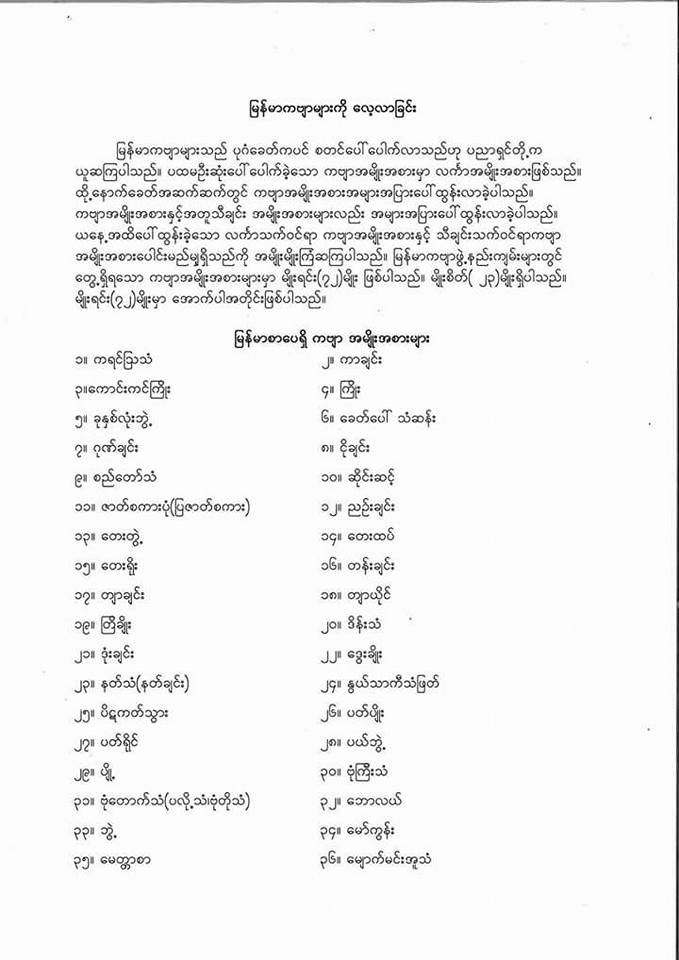 မြန်မာကဗျာများကို လေ့လာခြင်း
မြန်မာကဗျာများသည် ပုဂံခေတ်ကပင် စတင်ပေါ်ပေါက်လာသည်ဟု ပညာရှင်တို့က
ယူဆကြပါသည်။ ပထမဦးဆုံးပေါ်ပေါက်ခဲ့သော ကဗျာအမျိုးအစားမှာ လင်္ကာအမျိုးအစားဖြစ်သည်။
ထို့နောက်ခေတ်အဆက်ဆက်တွင် ကဗျာအမျိုးအစားအများအပြားပေါ်ထွန်းလာခဲ့ပါသည်။
ကဗျာအမျိုးအစားနှင့်အတူသီချင်း အမျိုးအစားများလည်း အများအပြားပေါ်ထွန်းလာခဲ့ပါသည်။
ယနေ့အထိပေါ်ထွန်းခဲ့သော လင်္ကာသက်ဝင်ရာ ကဗျာအမျိုးအစားနှင့် သီချင်းသက်ဝင်ရာကဗျာ
အမျိုးအစားပေါင်းမည်မျှရှိသည်ကို အမျိုးမျိုးကြံဆကြပါသည်။ မြန်မာကဗျာဖွဲ့နည်းကျမ်းများတွင်
တွေ့ရှိရသော ကဗျာအမျိုးအစားများမှာ မျိုးရင်း(၇၂)မျိုး ဖြစ်ပါသည်။ မျိုးစိတ်( ၂၃)မျိုးရှိပါသည်။
မျိုးရင်း(၇၂)မျိုးမှာ အောက်ပါအတိုင်းဖြစ်ပါသည်။
မြန်မာစာပေရှိ ကဗျာ အမျိုးအစားများ
၁။ ကရင်ဩသံ ၂။ ကာချင်း
၃။ကောင်းကင်ကြိုး ၄။ ကြိုး
၅။ ခုနှစ်လုံးဘွဲ့ ၆။ ခေတ်ပေါ် သံဆန်း
၇။ ဂုဏ်ချင်း ၈။ ငိုချင်း
၉။ စည်တော်သံ ၁၀။ ဆိုင်းဆင့်
၁၁။ ဇာတ်စကားပုံ(ပြဇာတ်စကား) ၁၂။ ညဉ်းချင်း
၁၃။ တေးတွဲ့ ၁၄။ တေးထပ်
၁၅။ တေးရိုး ၁၆။ တန်းချင်း
၁၇။ တျာချင်း ၁၈။ တျာယိုင်
၁၉။ တြိချိုး ၂၀။ ဒိန်းသံ
၂၁။ ဒုံးချင်း ၂၂။ ဒွေးချိုး
၂၃။ နတ်သံ(နတ်ချင်း) ၂၄။ နွယ်သာကီသံဖြတ်
၂၅။ ပိဋကတ်သွား ၂၆။ ပတ်ပျိုး
၂၇။ ပတ်ရိုင် ၂၈။ ပယ်ဘွဲ့
၂၉။ ပျို့ ၃၀။ ဗုံကြီးသံ
၃၁။ ဗုံတောက်သံ(ပလို့သံ၊ဗုံတိုသံ) ၃၂။ ဘောလယ်
၃၃။ ဘွဲ့ ၃၄။ မော်ကွန်း
၃၅။ မေတ္တာစာ ၃၆။ မျောက်မင်းအူသံ